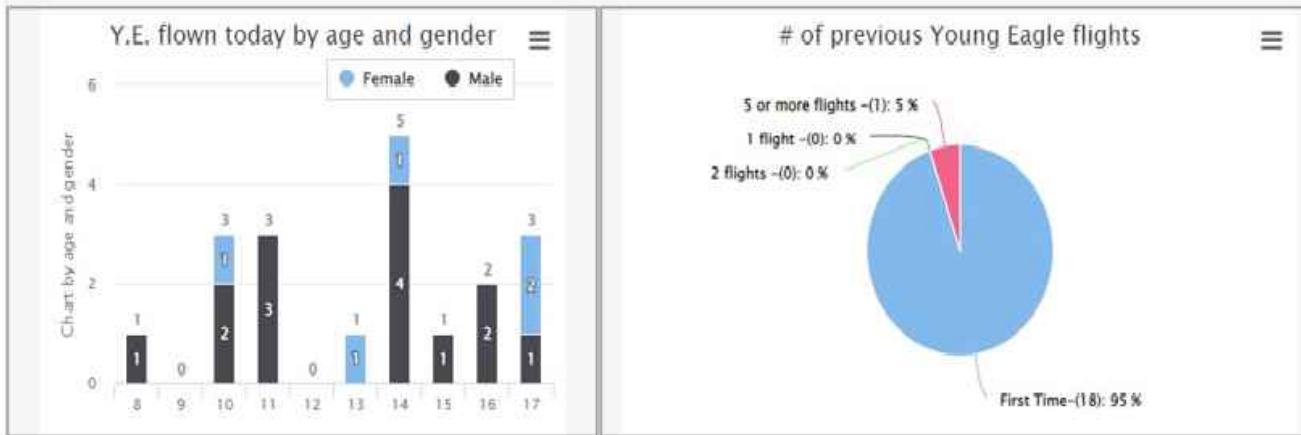 Y.E. flown today by age and gender
Female Male
Chart by age and gender
6
4
2
0
1
0
3
3
0
1
5
1
2
3
1
1
2
3
1
1
4
1
2
2
1
8 9 10 11 12 13 14 15 16 17
# of previous Young Eagle flights
5 or more flights -(1): 5 %
1 flight -(0): 0 %
2 flights -(0): 0 %
First Time-(18): 95 %